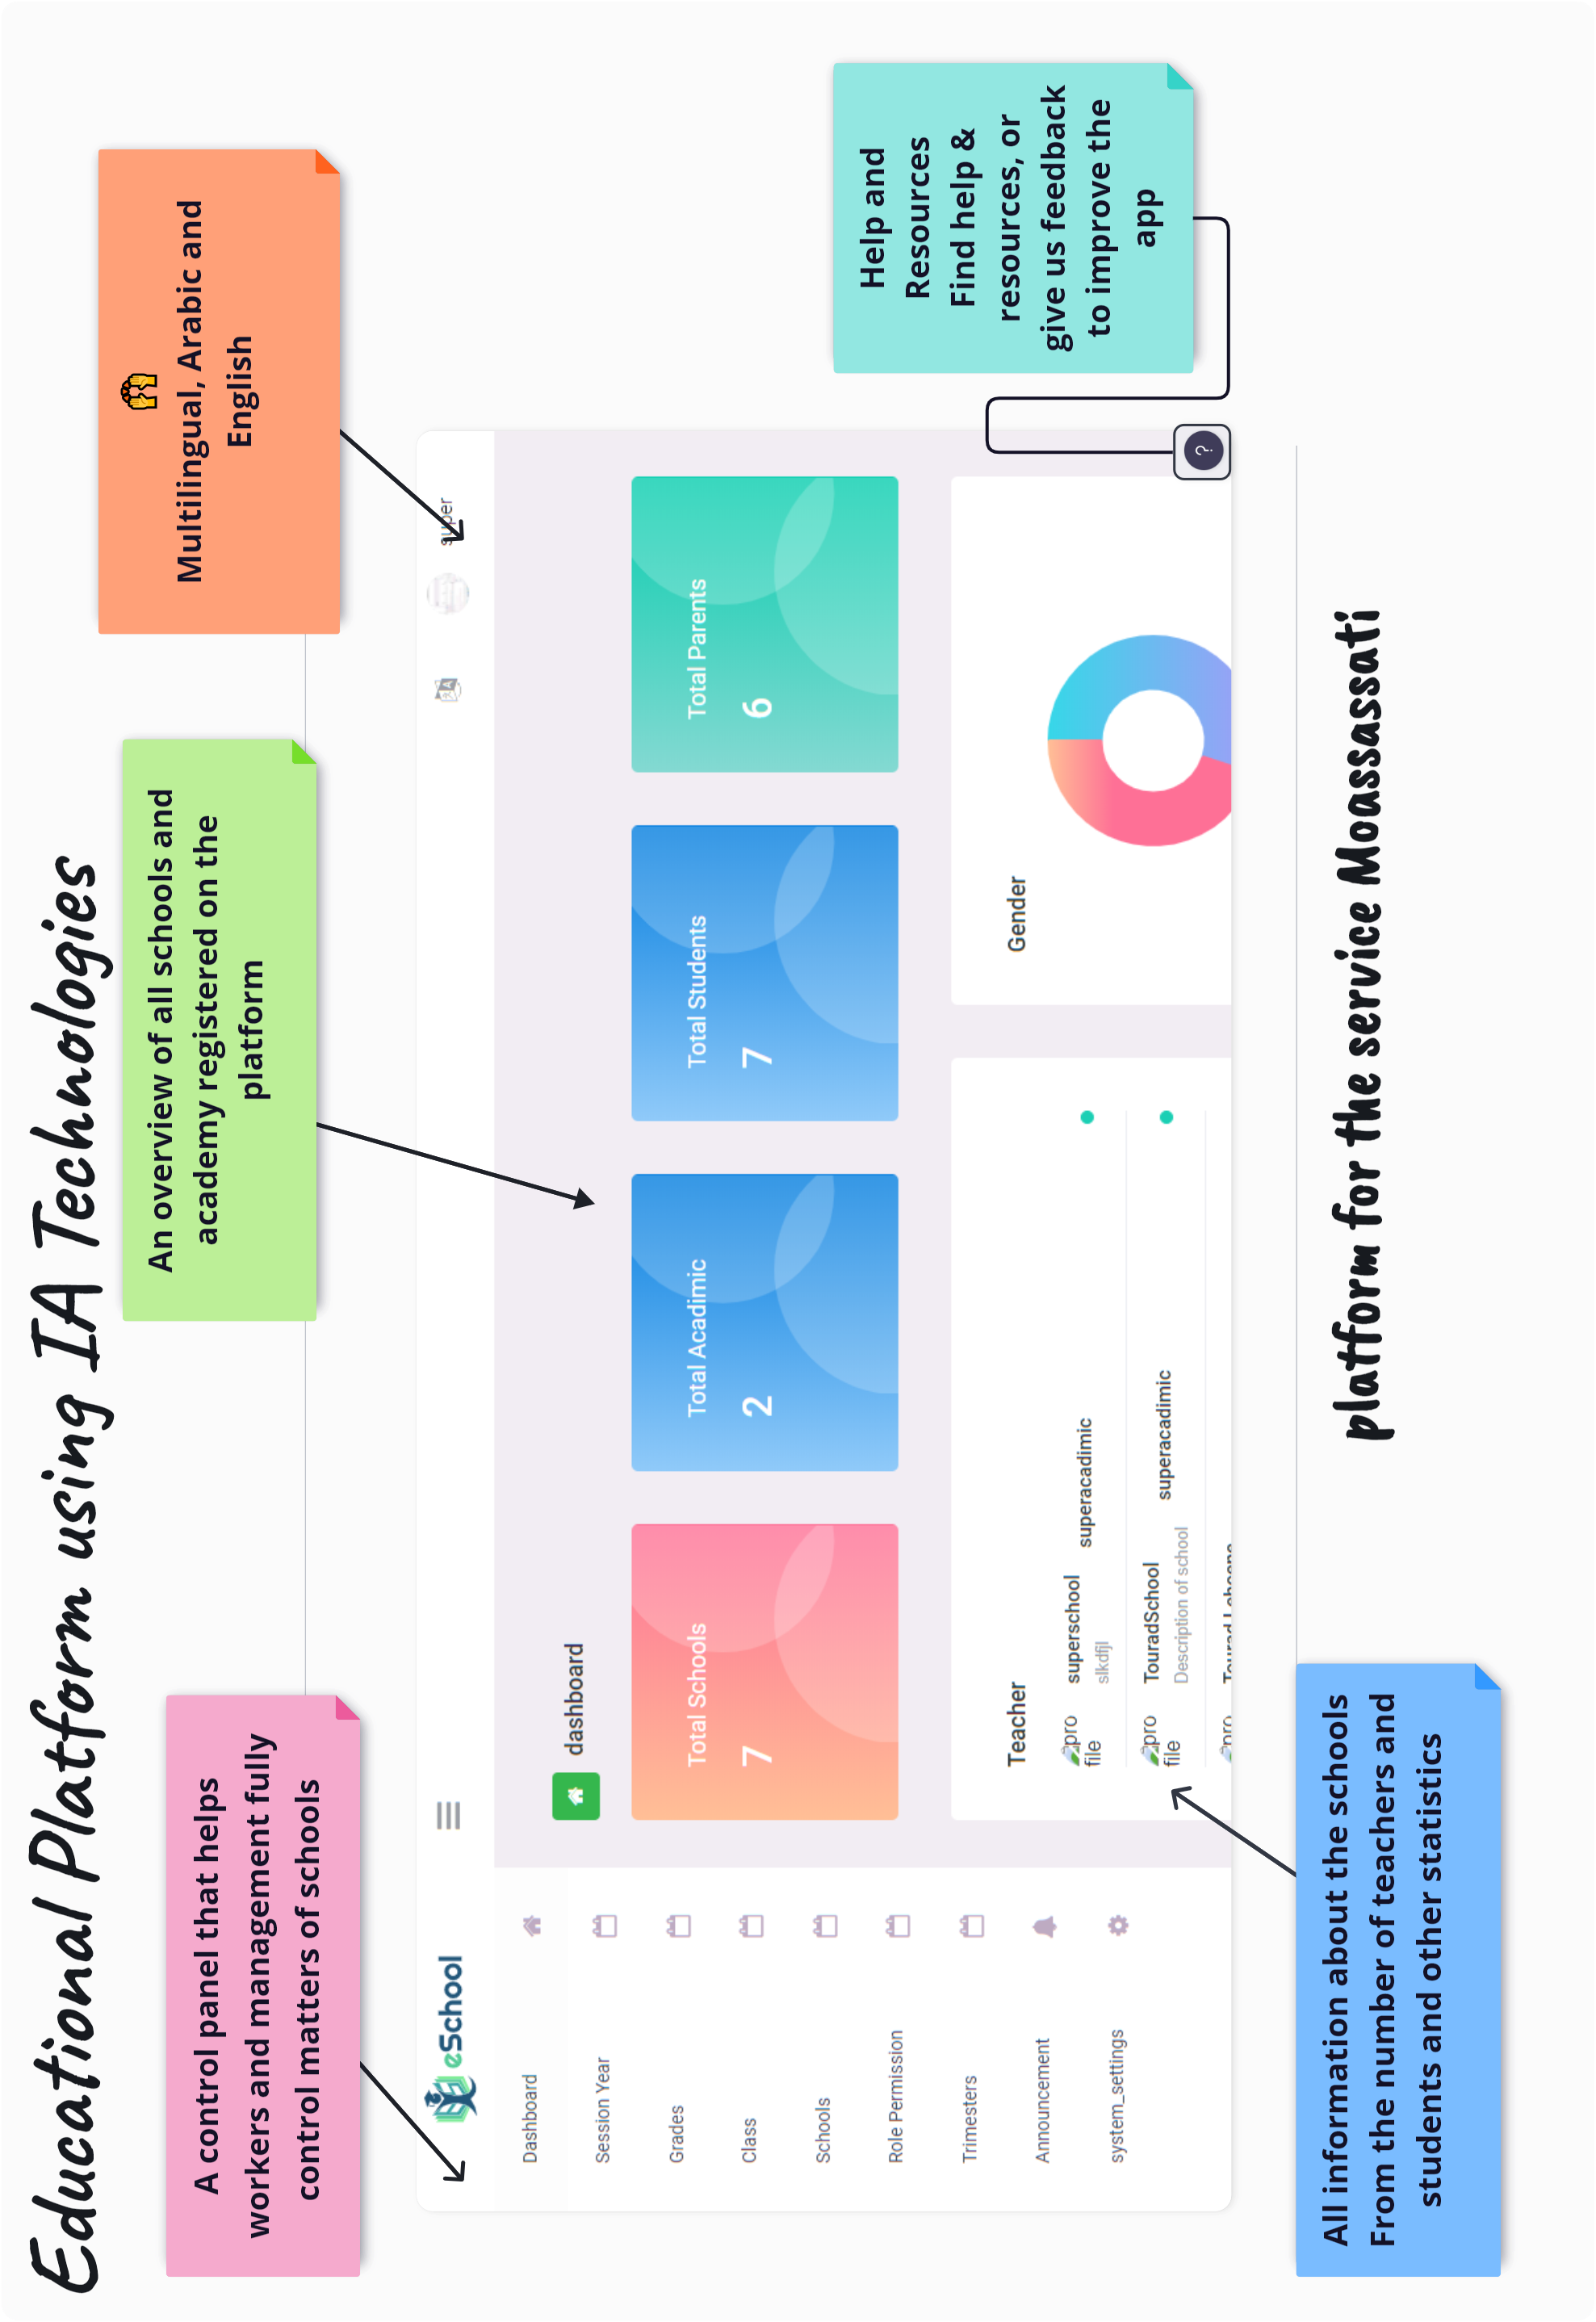 Educational Platform using IA Technologies
A control panel that helps
workers and management fully
control matters of schools
An overview of all schools and
academy registered on the
platform
Multilingual, Arabic and
English
eSchool
super
Dashboard
Session Year
Grades
Class
Schools
Role Permission
Trimesters
Announcement
system_settings
dashboard
Total Schools
7
Total Acadimic
2
Total Students
7
Total Parents
6
Teacher
pro
file
superschool
slkdfjl
superacadimic
pro
file
TouradSchool
Description of school
superacadimic
Gender
?
Help and
Resources
Find help &
resources, or
give us feedback
to improve the
app
All information about the schools
From the number of teachers and
students and other statistics
platform for the service Moassassati